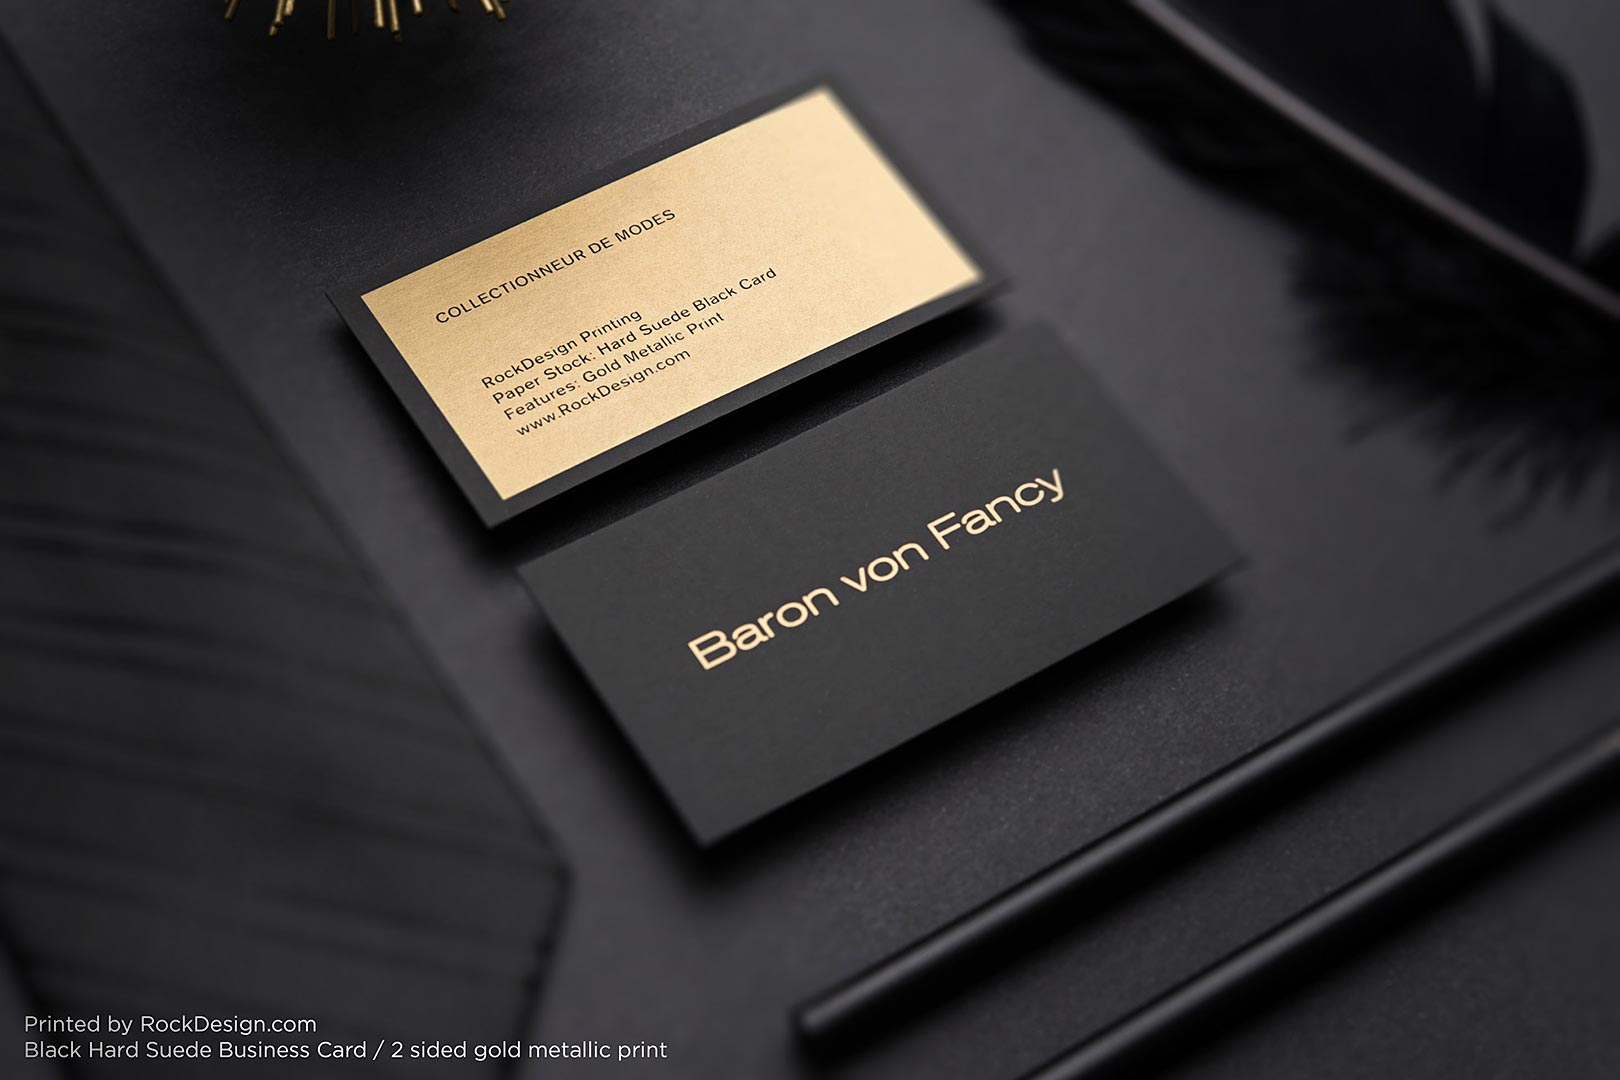 COLLECTIONNEUR DE MODES
RockDesign Printing
Paper Stock: Hard Suede Black Card
Features: Gold Metallic Print
www.RockDesign.com
Baron von Fancy
Printed by RockDesign.com
Black Hard Suede Business Card / 2 sided gold metallic print